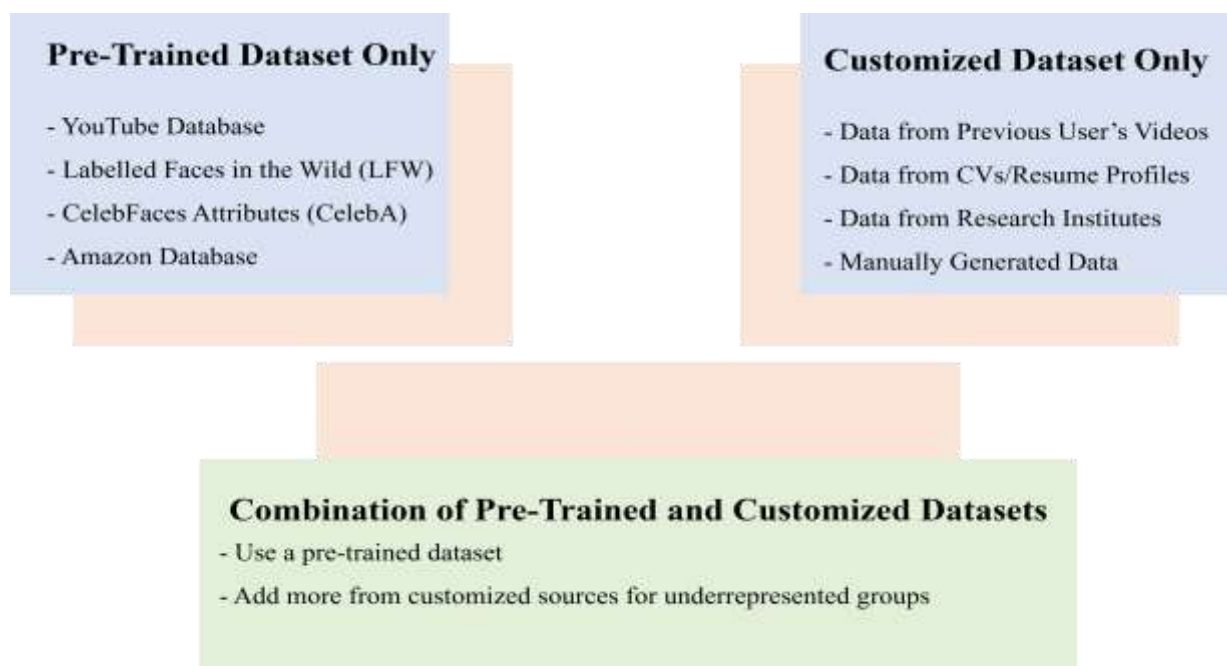 Pre-Trained Dataset Only
- YouTube Database
- Labelled Faces in the Wild (LFW)
- CelebFaces Attributes (CelebA)
- Amazon Database
Customized Dataset Only
- Data from Previous User's Videos
- Data from CVs/Resume Profiles
- Data from Research Institutes
- Manually Generated Data
Combination of Pre-Trained and Customized Datasets
- Use a pre-trained dataset
- Add more from customized sources for underrepresented groups